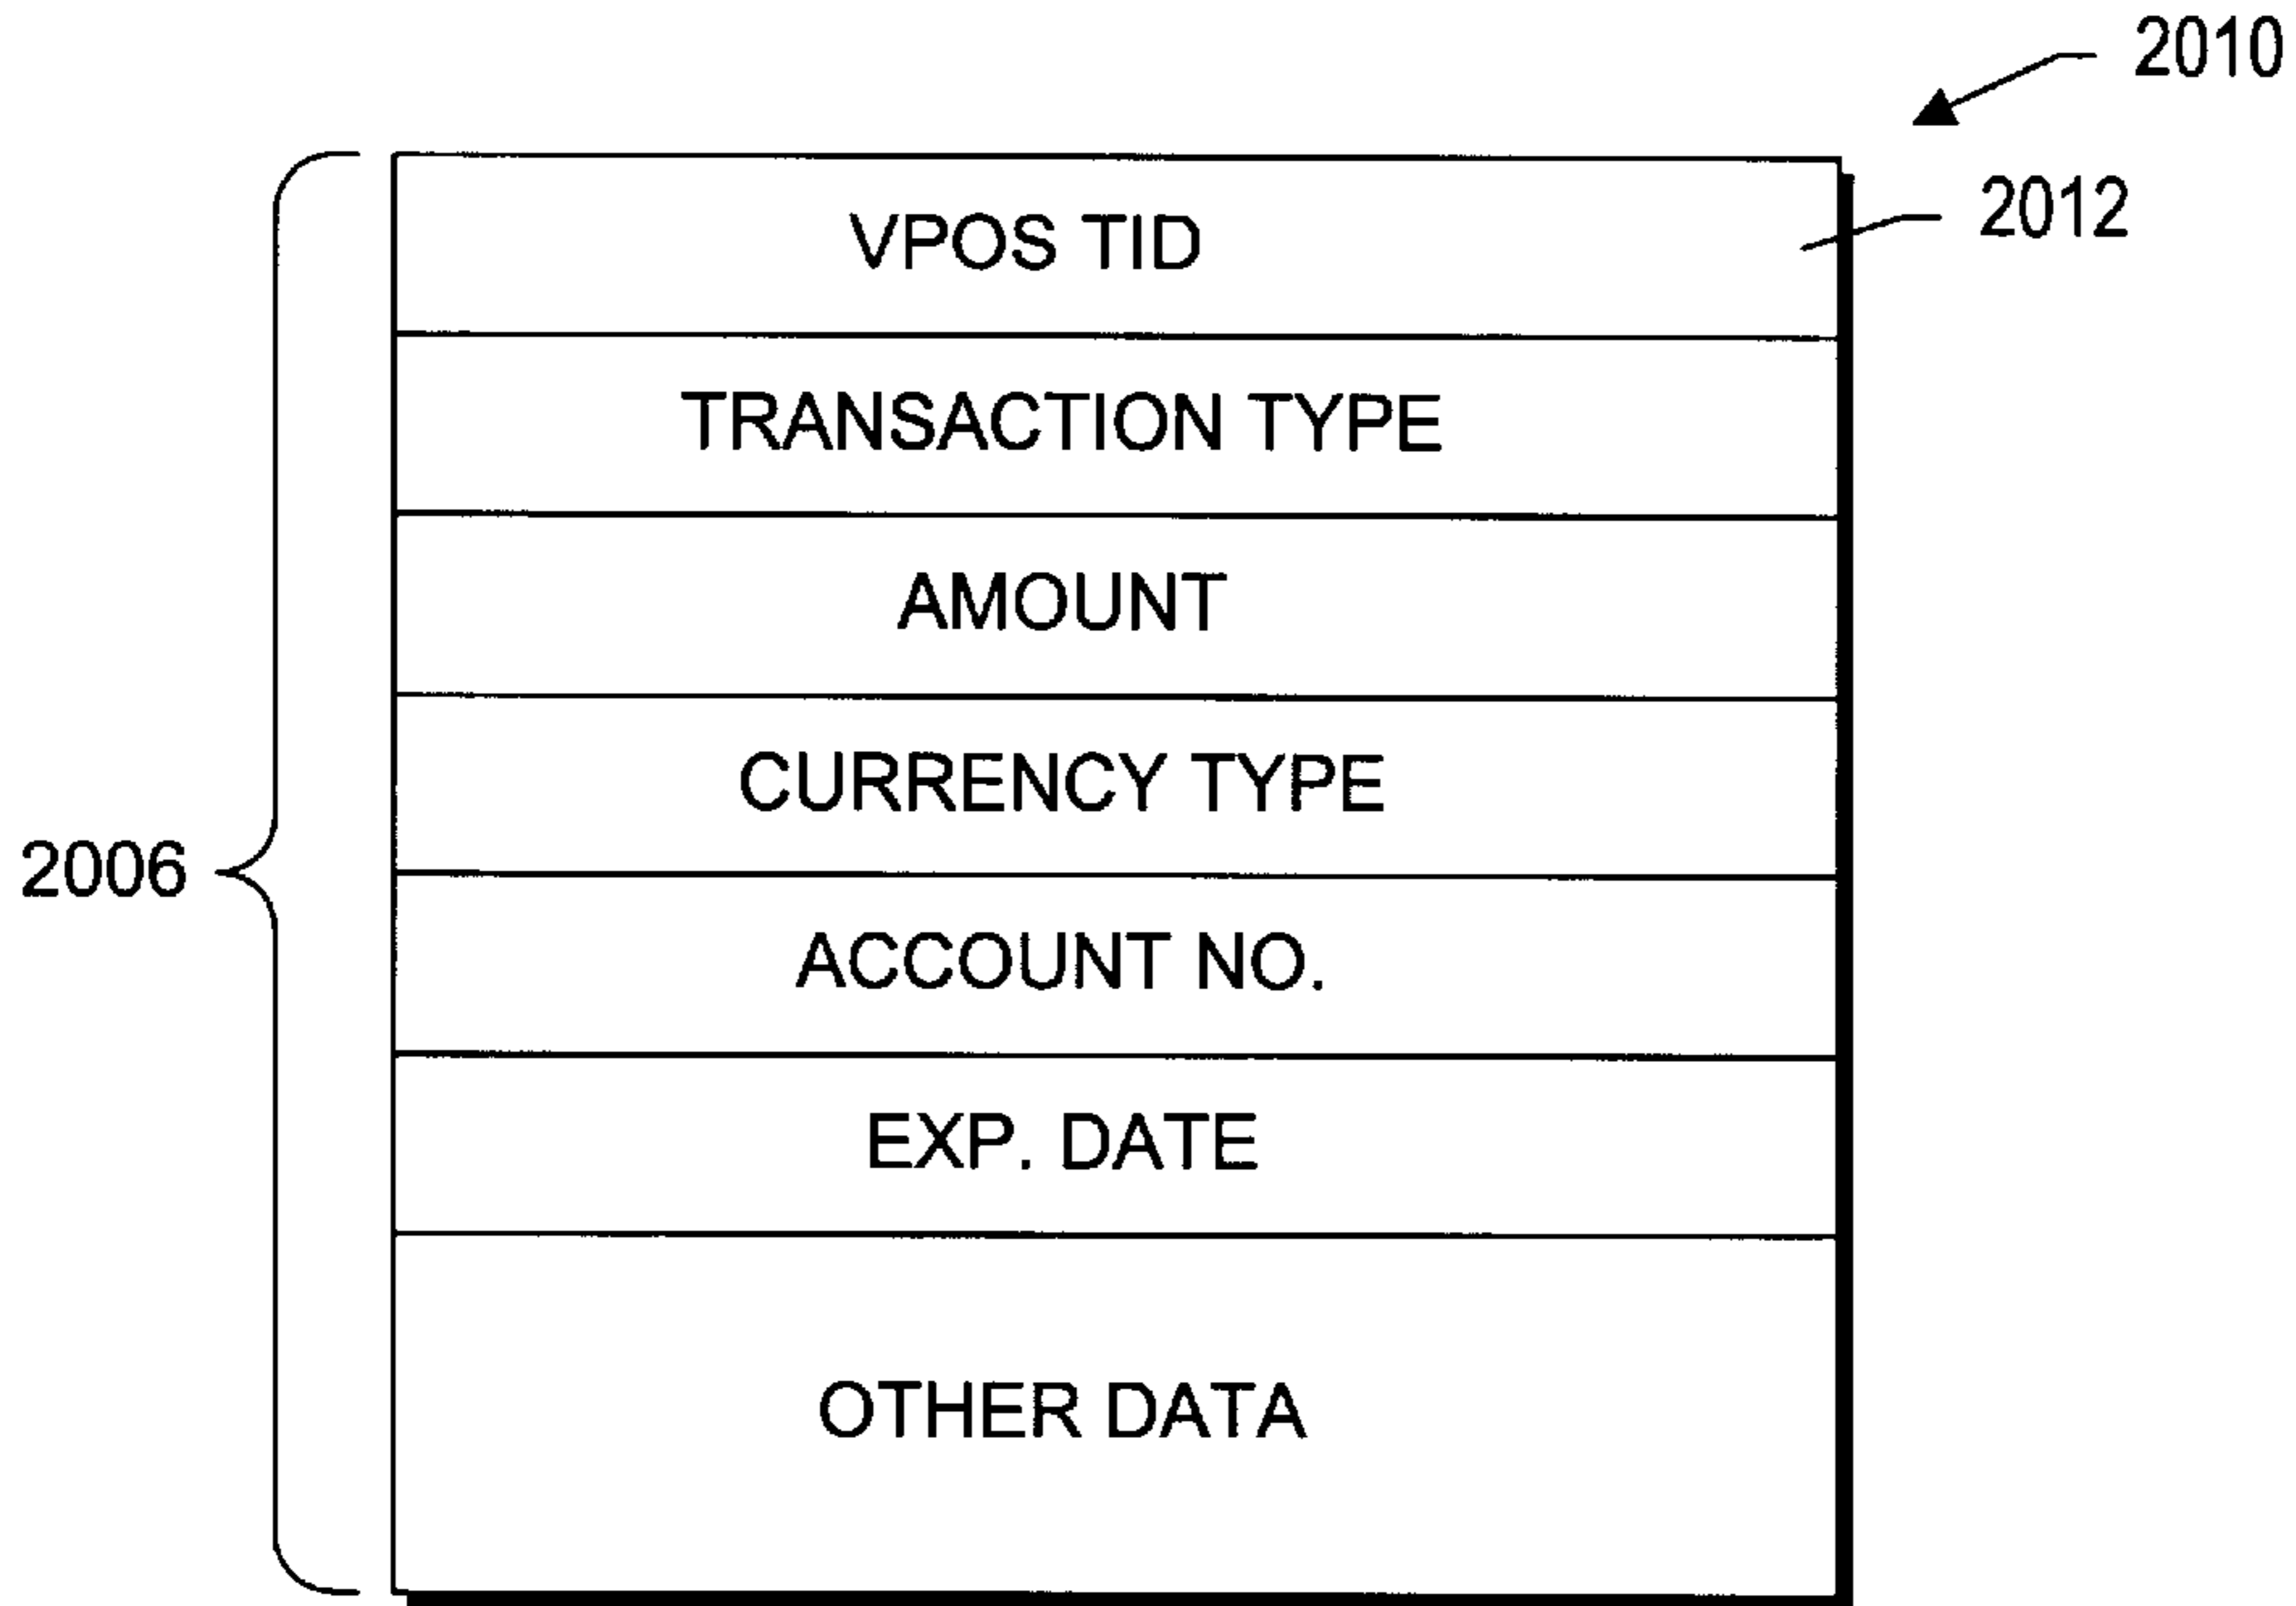 2010
2012
VPOS TID
TRANSACTION TYPE
AMOUNT
CURRENCY TYPE
2006
ACCOUNT NO.
EXP. DATE
OTHER DATA